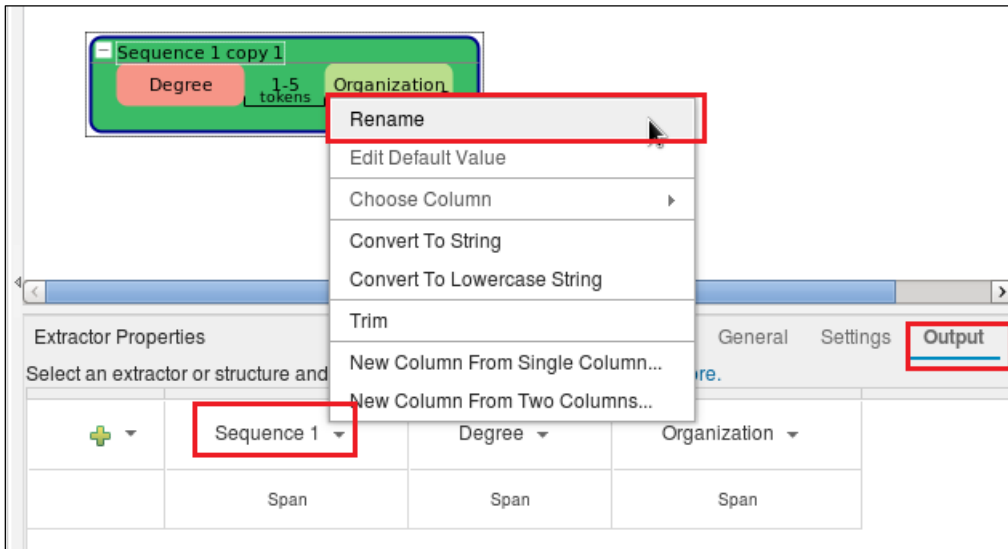 Sequence 1 copy 1
Degree 1-5 tokens Organization
Rename
Edit Default Value
Choose Column
Convert To String
Convert To Lowercase String
Trim
New Column From Single Column...
New Column From Two Columns...
Extractor Properties General Settings Output
Select an extractor or structure and re.
Sequence 1 Degree Organization
Span Span Span